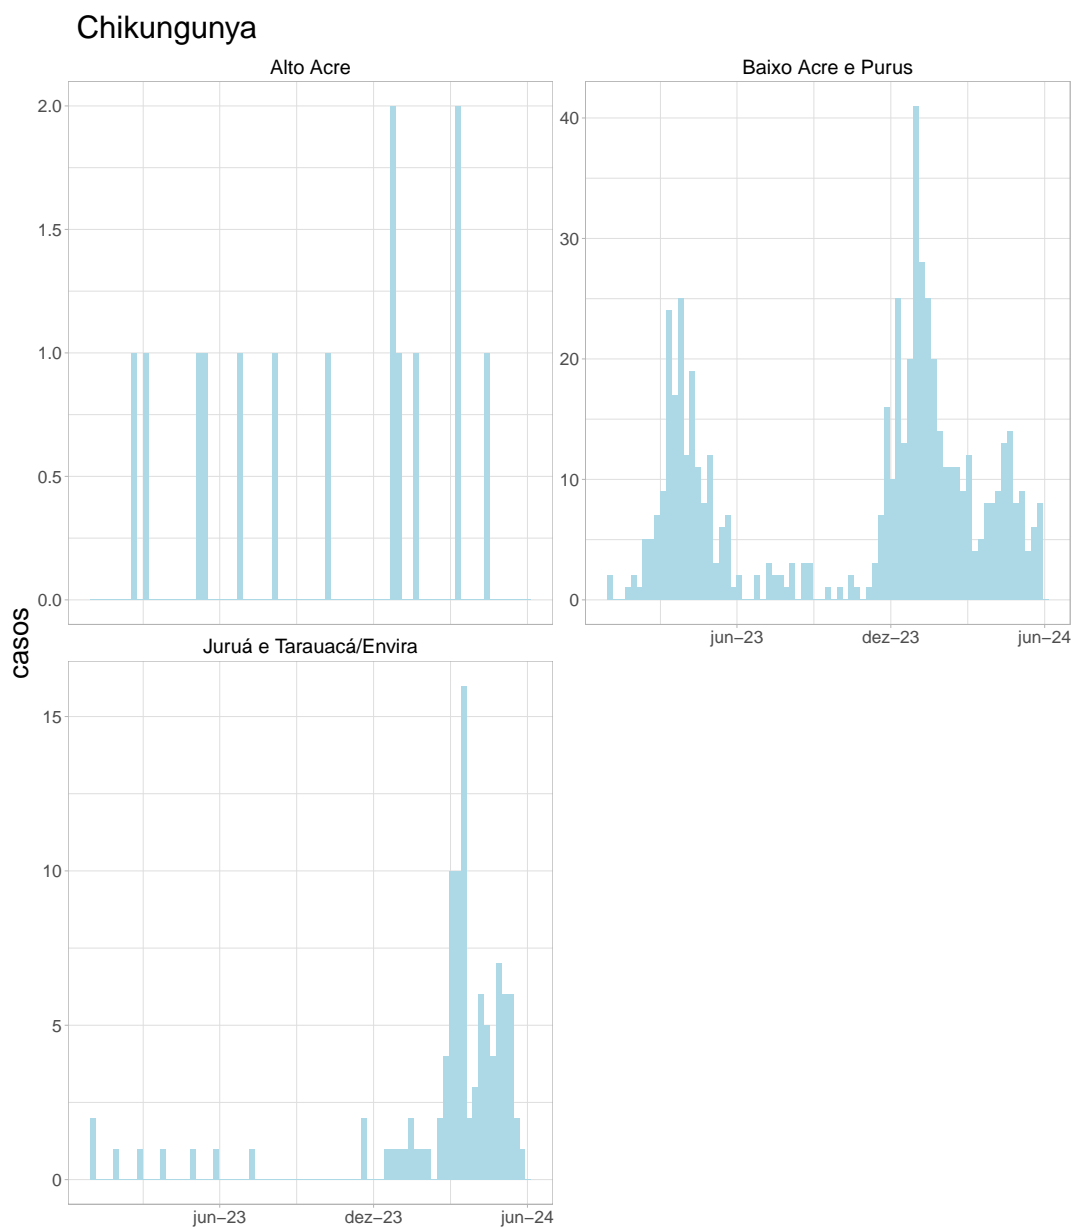 Chikungunya
Alto Acre
Baixo Acre e Purus
2.0
1.5
1.0
0.5
0.0
40
30
20
10
0
jun−23
dez−23
jun−24
casos
Juruá e Tarauacá/Envira
15
10
5
0
jun−23
dez−23
jun−24